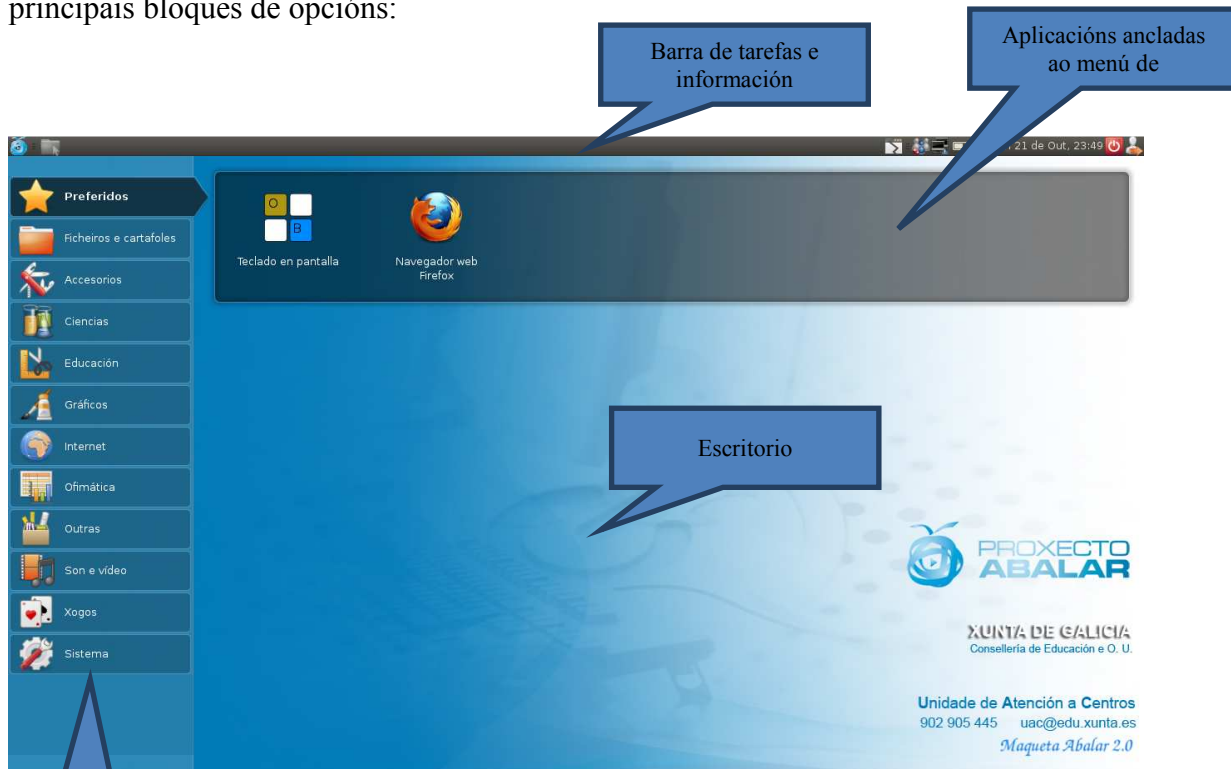 principais bloques de opcións:
Barra de tarefas e
información
Aplicacións ancladas
ao menú de
21 de Out, 23:49
Preferidos
Ficheiros e cartafoles
Accesorios
Ciencias
Educación
Gráficos
Internet
Ofimática
Outras
Son e vídeo
Xogos
Sistema
O
B
Teclado en pantalla
Navegador web
Firefox
Escritorio
PROXECTO
ABALAR
XUNTA DE GALICIA
Consellería de Educación e O. U.
Unidade de Atención a Centros
902 905 445 uac@edu.xunta.es
Maqueta Abalar 2.0